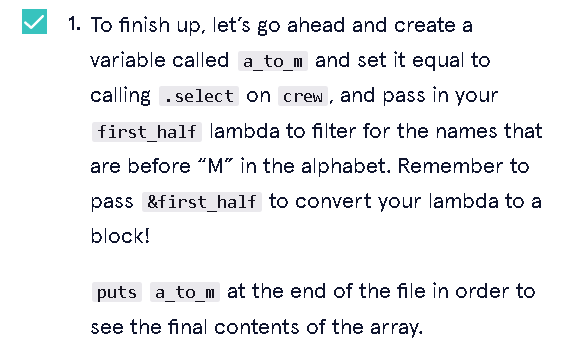 1. To finish up, let's go ahead and create a
variable called a_to_m and set it equal to
calling .select on crew, and pass in your
first_half lambda to filter for the names that
are before “M” in the alphabet. Remember to
pass &first_half to convert your lambda to a
block!
puts a_to_m at the end of the file in order to
see the final contents of the array.